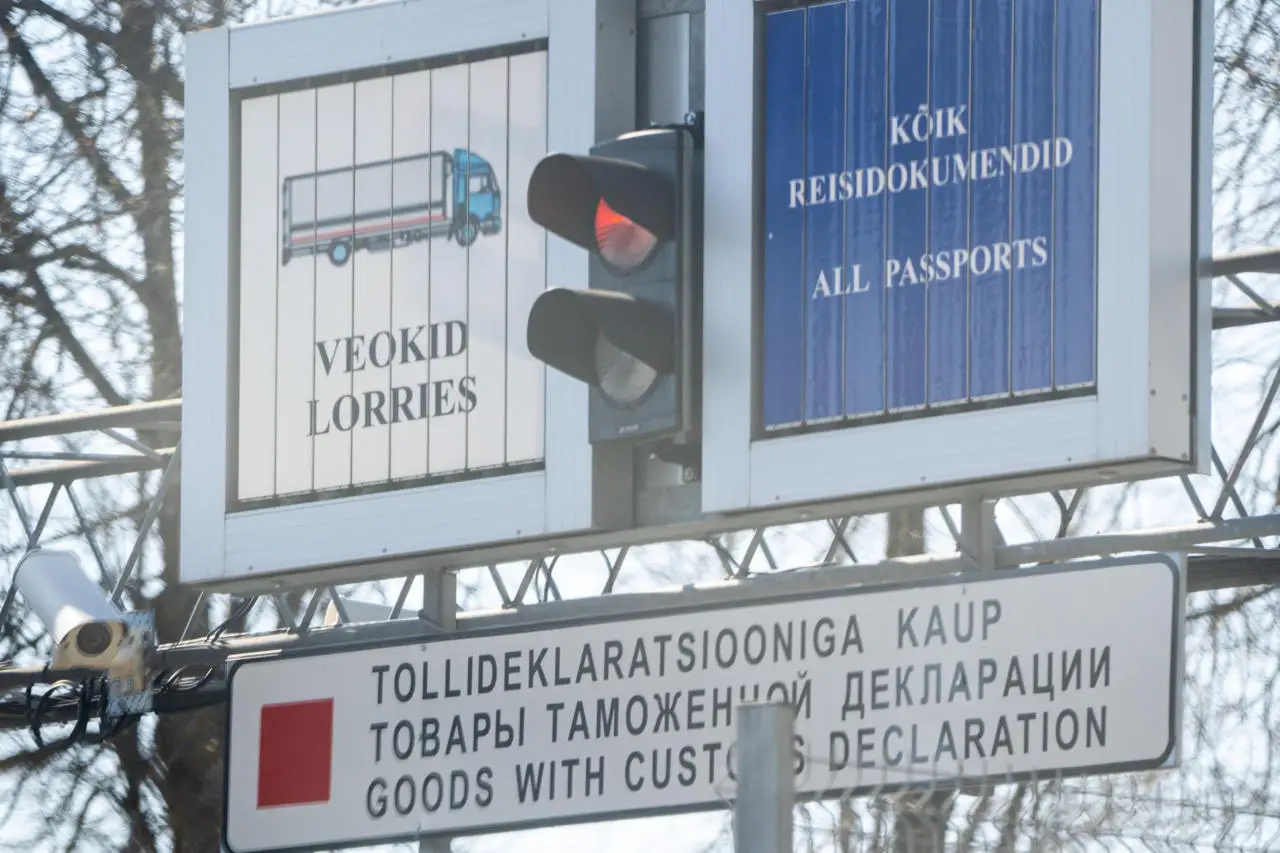 VEOKID
LORRIES
KÕIK
REISIDOKUMENDID
ALL PASSPORTS
TOLLIDEKLARATSIOONIGA KAUP
ТОВАРЫ ТАМОЖЕННОЙ ДЕКЛАРАЦИИ
GOODS WITH CUSTOMS DECLARATION